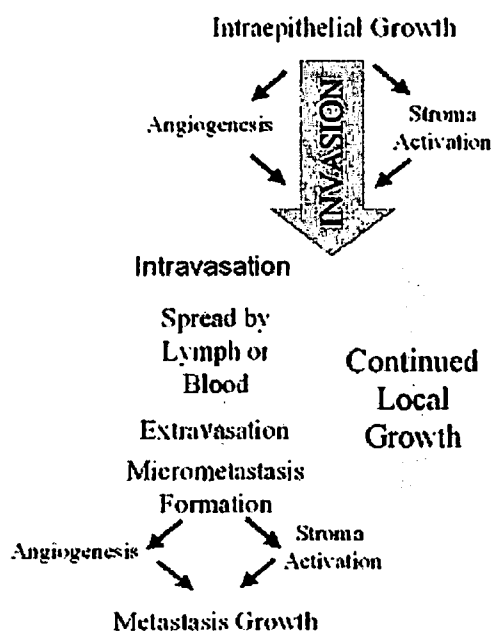 Intraepithelial Growth
Angiogenesis
Stroma
Activation
INVASION
Intravasation
Spread by
Lymph or
Blood
Continued
Local
Growth
Extravasation
Micrometastasis
Formation
Angiogenesis
Stroma
Activation
Metastasis Growth